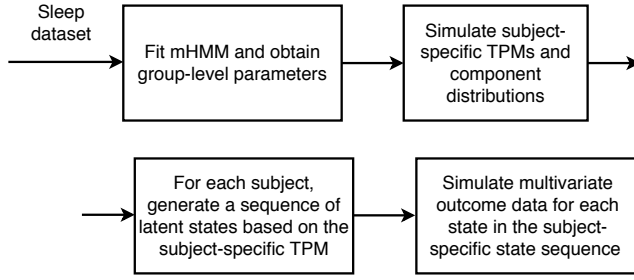 Sleep
dataset
Fit mHMM and obtain
group-level parameters
Simulate subject-
specific TPMs and
component
distributions
For each subject,
generate a sequence of
latent states based on the
subject-specific TPM
Simulate multivariate
outcome data for each
state in the subject-
specific state sequence